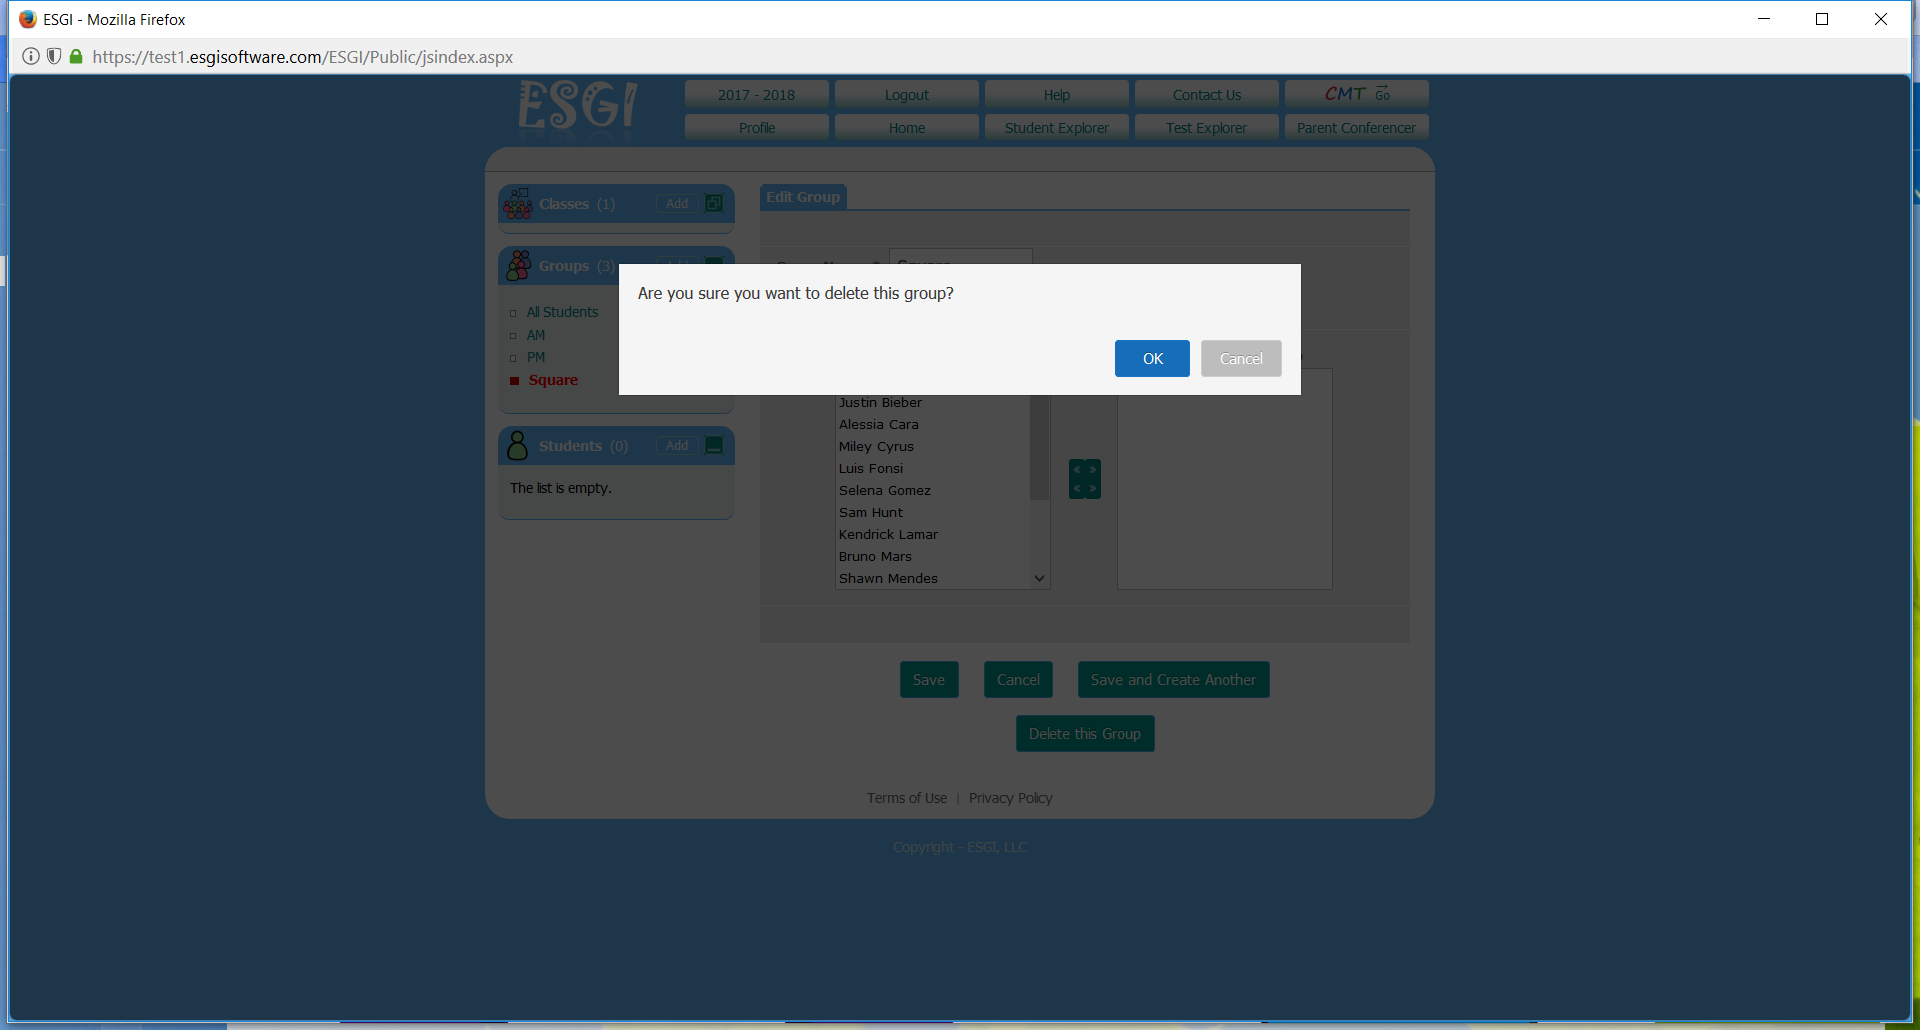 ESGI - Mozilla Firefox
https://test1.esgisoftware.com/ESGI/Public/jsindex.aspx
ESGI
2017 - 2018
Logout
Help
Contact Us
CMT Go
Profile
Home
Student Explorer
Test Explorer
Parent Conferencer
Classes (1)
Add
Edit Group
Groups (3)
Are you sure you want to delete this group?
OK
Cancel
All Students
AM
PM
Square
Justin Bieber
Alessia Cara
Miley Cyrus
Luis Fonsi
Selena Gomez
Sam Hunt
Kendrick Lamar
Bruno Mars
Shawn Mendes
Students (0)
Add
The list is empty.
Save
Cancel
Save and Create Another
Delete this Group
Terms of Use | Privacy Policy
Copyright - ESGI, LLC